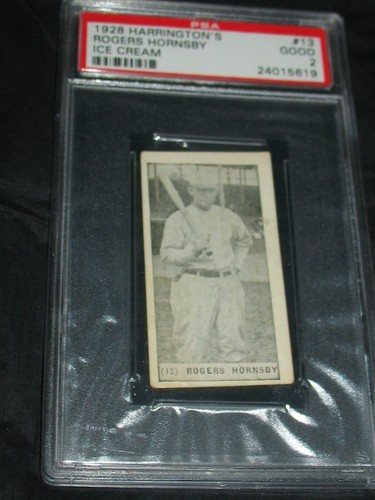 PSA
1928 HARRINGTON'S #13
ROGERS HORNSBY GOOD
ICE CREAM 2
24015619
(13) ROGERS HORNSBY